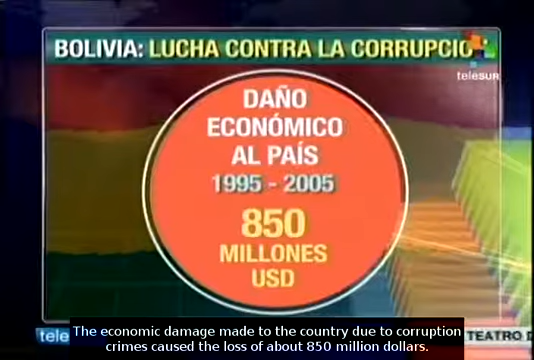 BOLIVIA: LUCHA CONTRA LA CORRUPCIÓ
teleSUR
DAÑO
ECONÓMICO
AL PAÍS
1995 - 2005
850
MILLONES
USD
tele
The economic damage made to the country due to corruption
crimes caused the loss of about 850 million dollars.
TEATRO D